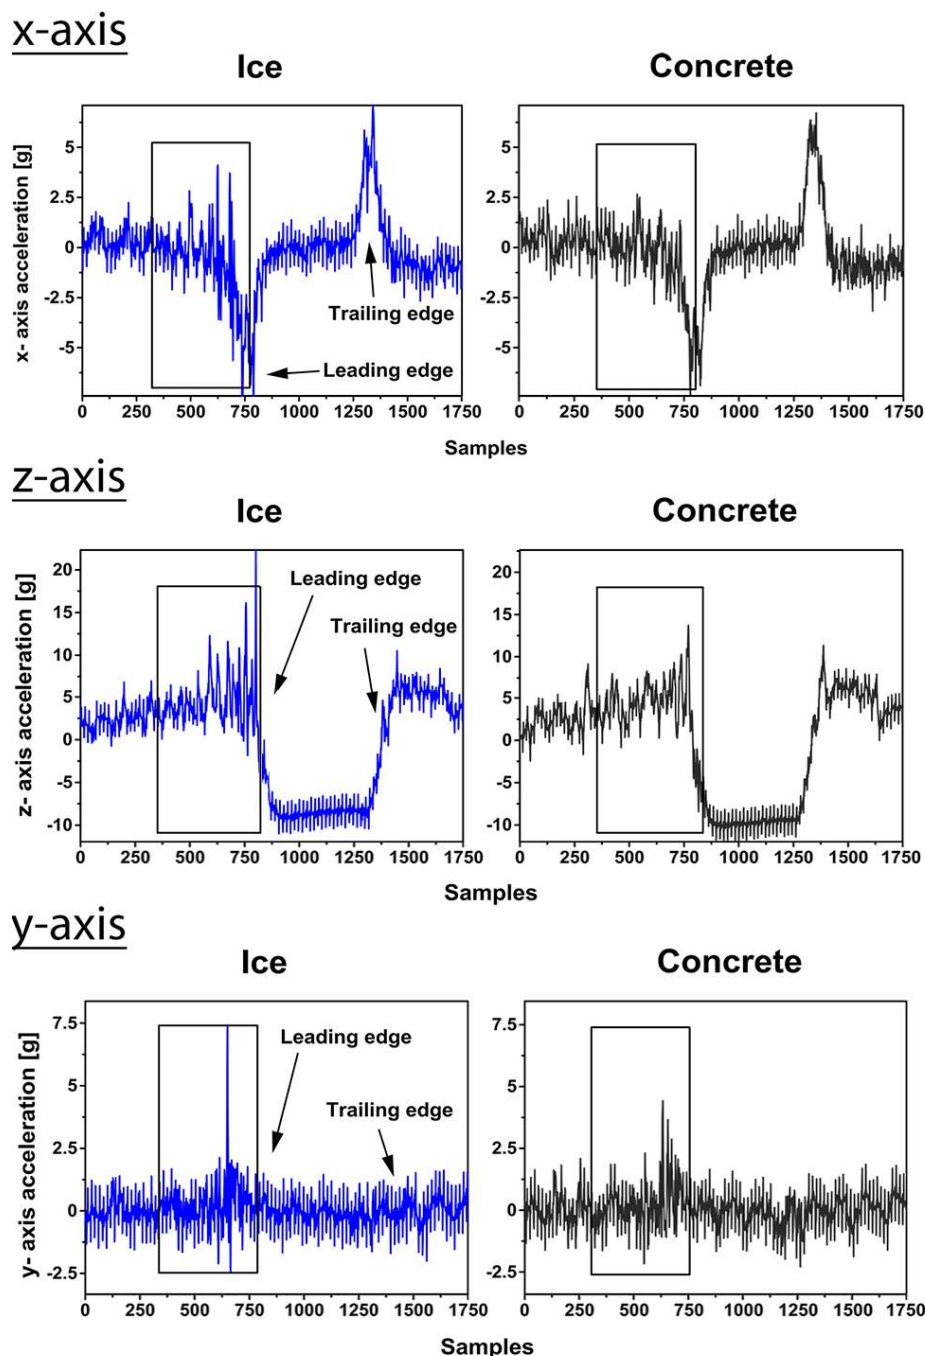 x-axis
Ice Concrete
x- axis acceleration [g]
5
2.5
0
-2.5
-5
Trailing edge
Leading edge
0 250 500 750 1000 1250 1500 1750
5
2.5
0
-2.5
-5
0 250 500 750 1000 1250 1500 1750
Samples
z-axis
Ice Concrete
z- axis acceleration [g]
20
15
10
5
0
-5
-10
Leading edge
Trailing edge
0 250 500 750 1000 1250 1500 1750
20
15
10
5
0
-5
-10
0 250 500 750 1000 1250 1500 1750
Samples
y-axis
Ice Concrete
y- axis acceleration [g]
7.5
5
2.5
0
-2.5
Leading edge
Trailing edge
0 250 500 750 1000 1250 1500 1750
7.5
5
2.5
0
-2.5
0 250 500 750 1000 1250 1500 1750
Samples